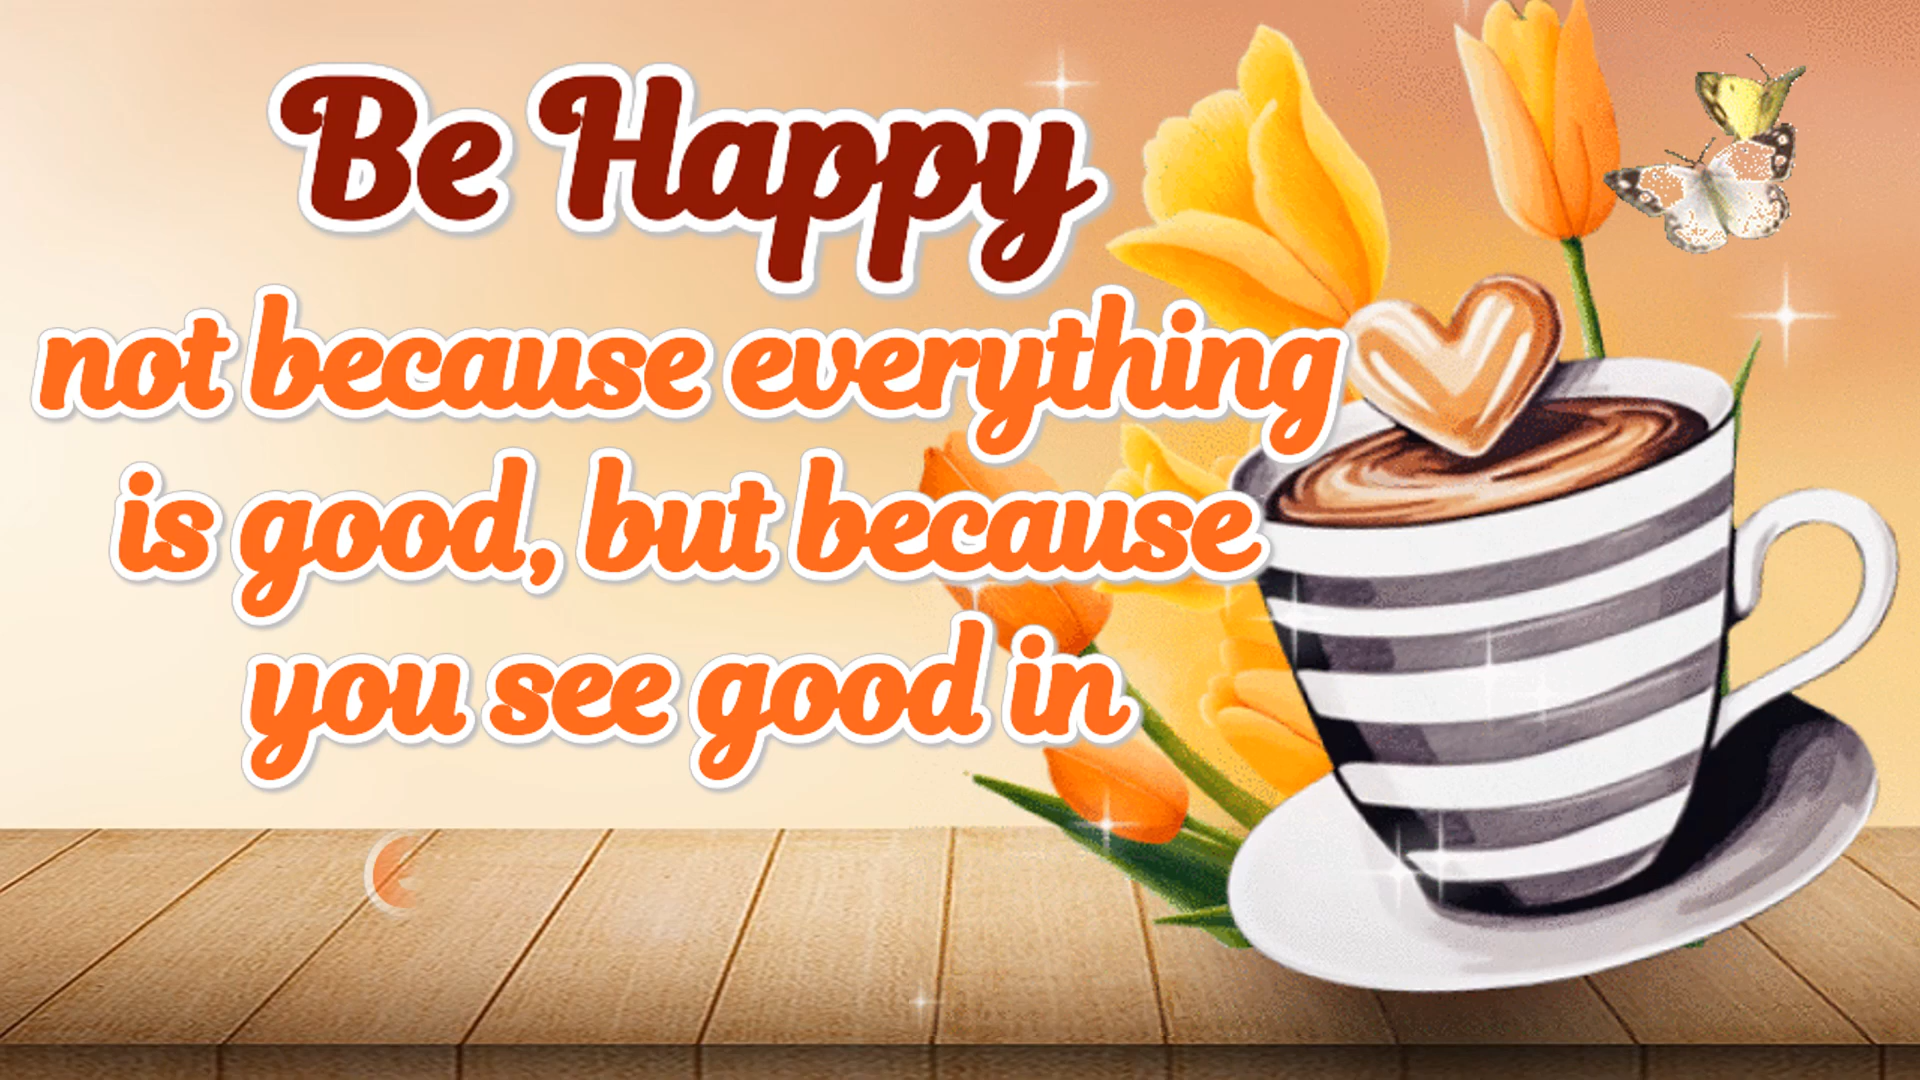 Be Happy
not because everything
is good, but because
you see good in